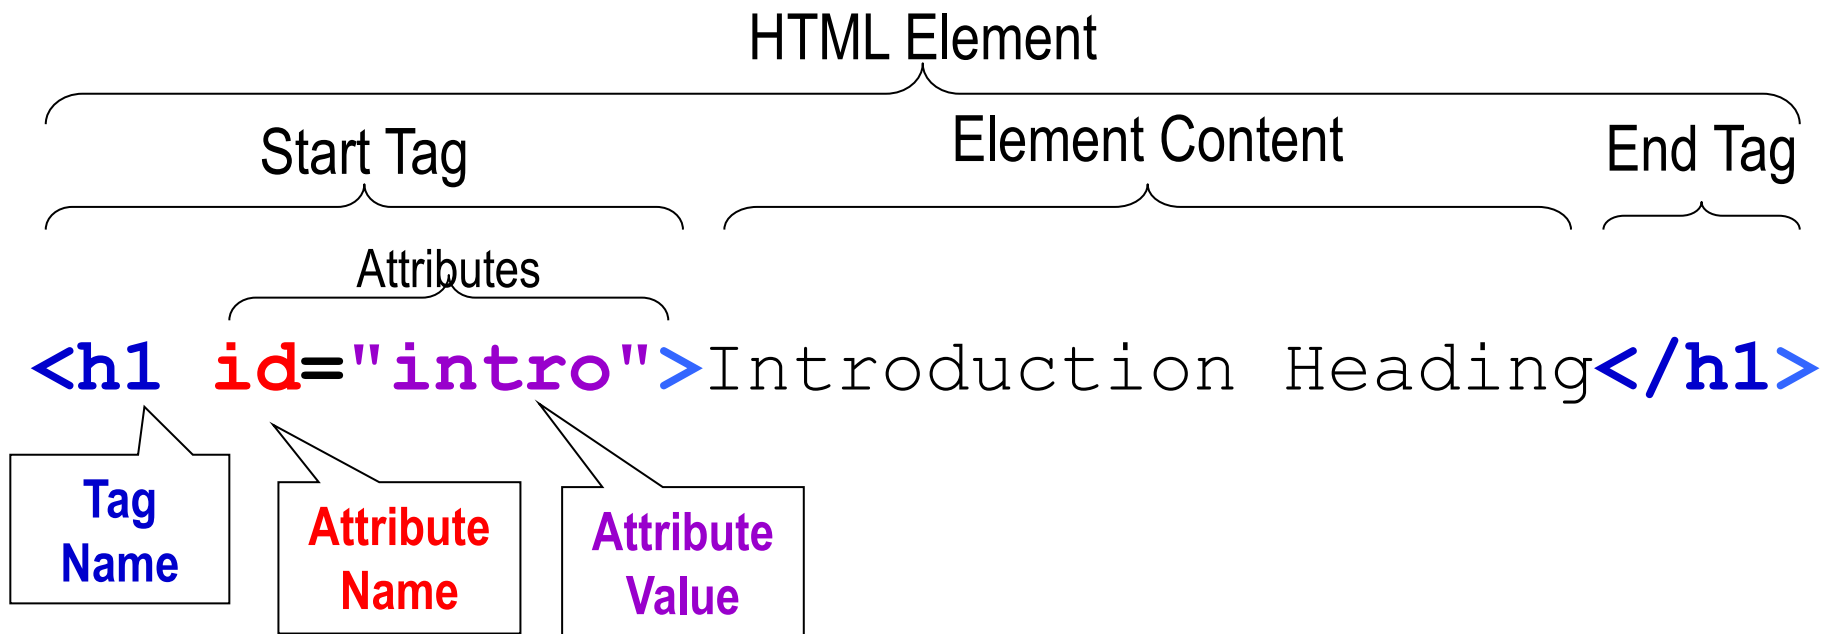 HTML Element
Start Tag
Element Content
End Tag
Attributes
<h1 id="intro">Introduction Heading</h1>
Tag
Name
Attribute
Name
Attribute
Value